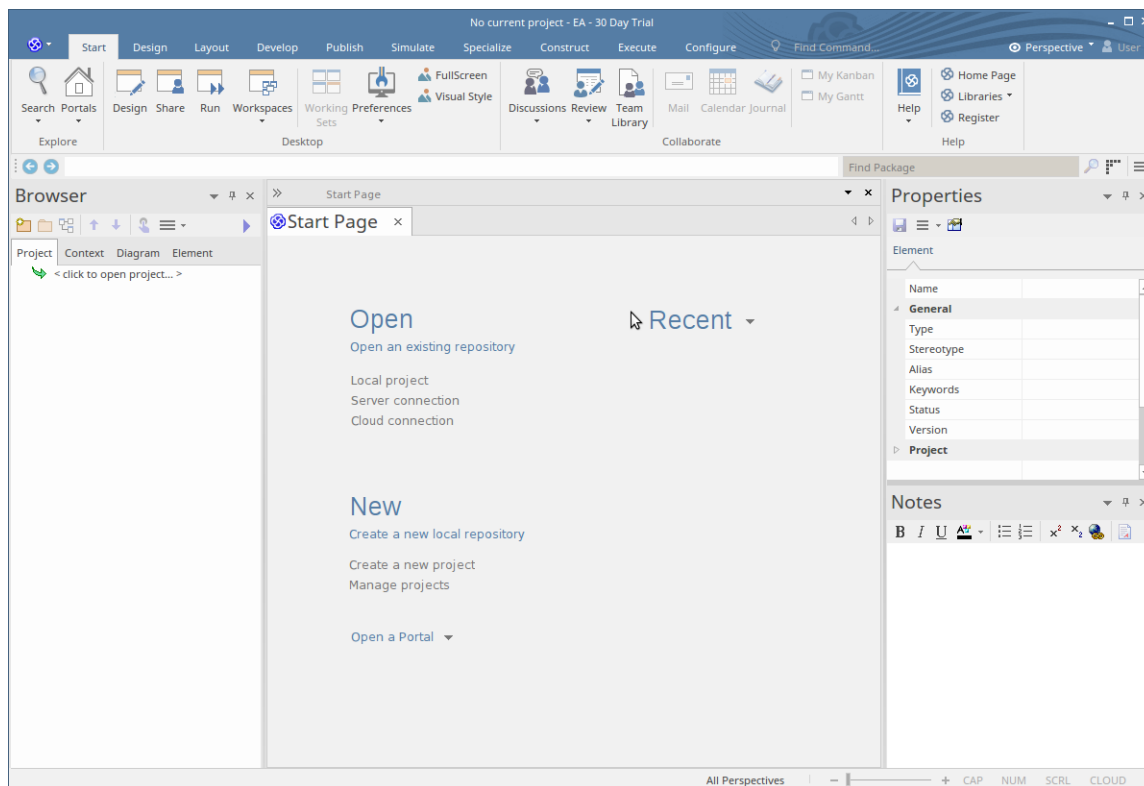 No current project - EA - 30 Day Trial
Start Design Layout Develop Publish Simulate Specialize Construct Execute Configure Find Command... Perspective User
Search Portals Design Share Run Workspaces Working Sets Preferences FullScreen Visual Style Discussions Review Team Library Mail Calendar Journal My Kanban My Gantt Help Home Page Libraries Register
Explore Desktop Collaborate Help
Find Package
Browser
Project Context Diagram Element
< click to open project... >
Start Page
Start Page
Open
Open an existing repository
Local project
Server connection
Cloud connection
Recent
New
Create a new local repository
Create a new project
Manage projects
Open a Portal
Properties
Element
Name
General
Type
Stereotype
Alias
Keywords
Status
Version
Project
Notes
B I U x² x₂
All Perspectives CAP NUM SCRL CLOUD